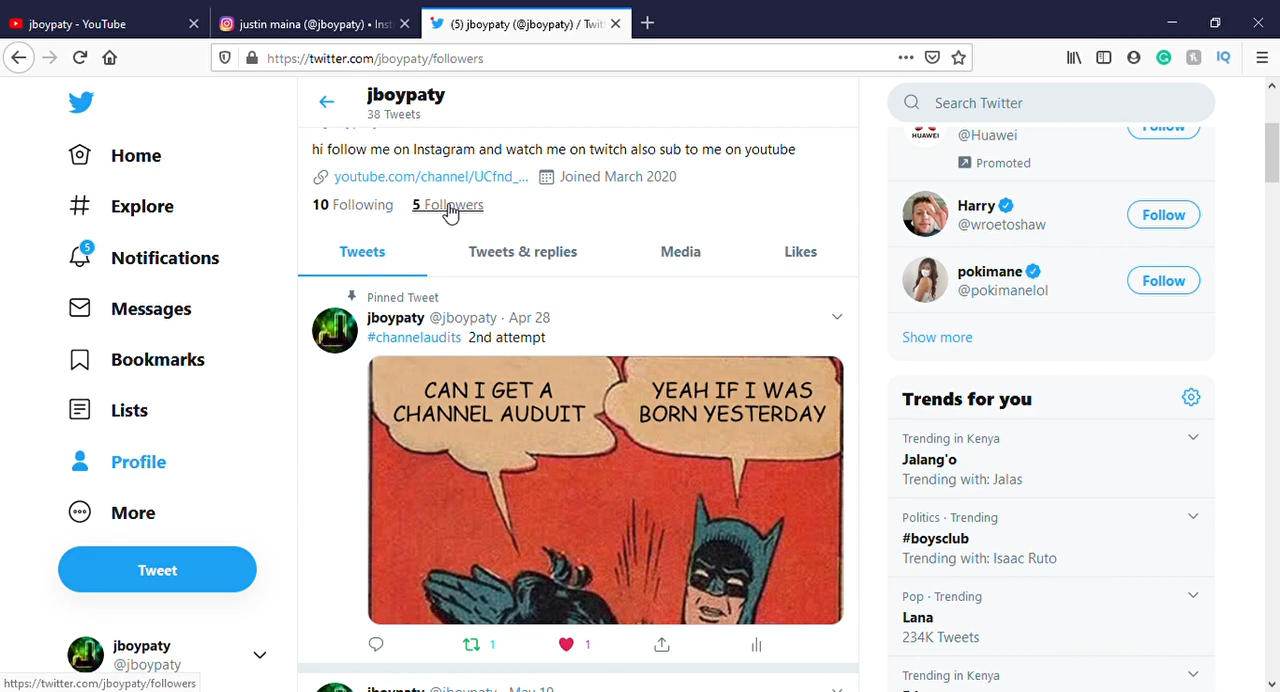 jboypaty - YouTube
justin maina (@jboypaty) • Inst
(5) jboypaty (@jboypaty) / Twitt
https://twitter.com/jboypaty/followers
IQ
jboypaty
38 Tweets
hi follow me on Instagram and watch me on twitch also sub to me on youtube
youtube.com/channel/UCfnd_...
Joined March 2020
10 Following
5 Followers
Tweets
Tweets & replies
Media
Likes
Pinned Tweet
jboypaty @jboypaty · Apr 28
#channelaudits 2nd attempt
CAN I GET A
CHANNEL AUDUIT
YEAH IF I WAS
BORN YESTERDAY
1
1
jboypaty @jboypaty · May 10
Home
Explore
5
Notifications
Messages
Bookmarks
Lists
Profile
More
Tweet
jboypaty
@jboypaty
https://twitter.com/jboypaty/followers
Search Twitter
HUAWEI
@Huawei
Follow
Promoted
Harry
@wroetoshaw
Follow
pokimane
@pokimanelol
Follow
Show more
Trends for you
Trending in Kenya
Jalang'o
Trending with: Jalas
Politics · Trending
#boysclub
Trending with: Isaac Ruto
Pop · Trending
Lana
234K Tweets
Trending in Kenya